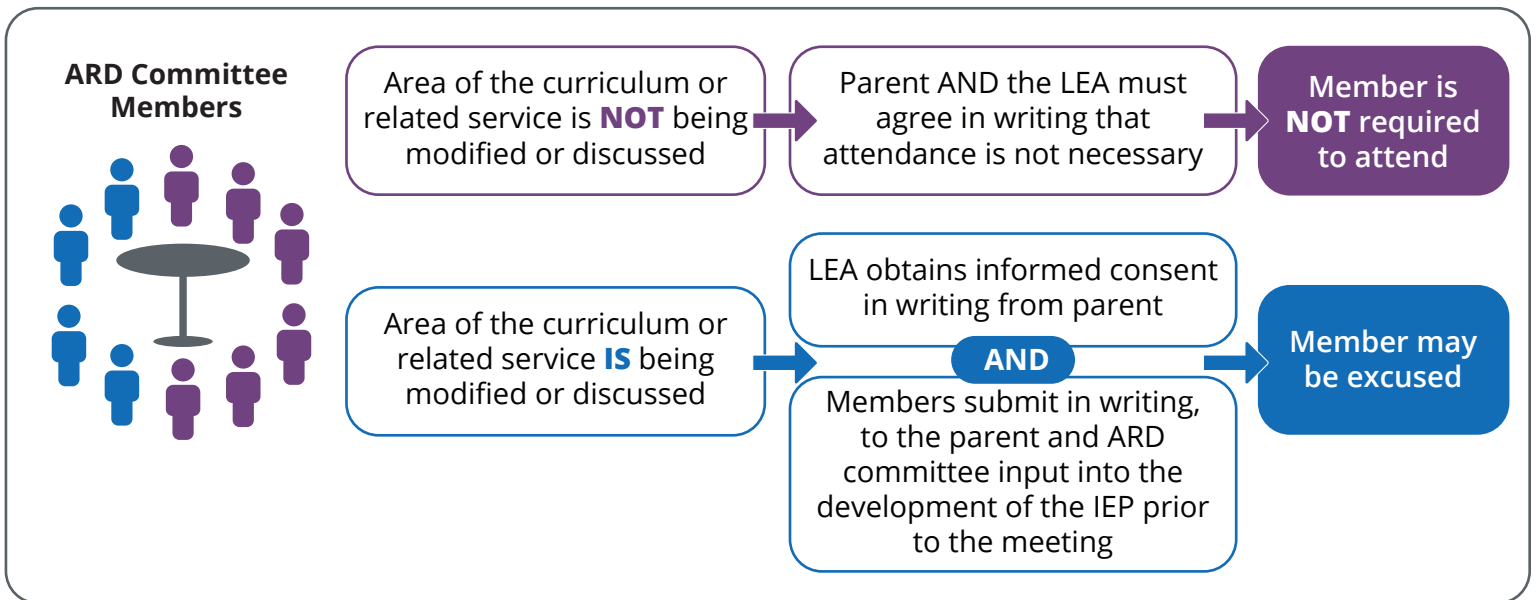 ARD Committee
Members
Area of the curriculum or
related service is NOT being
modified or discussed
Parent AND the LEA must
agree in writing that
attendance is not necessary
Member is
NOT required
to attend
Area of the curriculum or
related service IS being
modified or discussed
LEA obtains informed consent
in writing from parent
AND
Members submit in writing,
to the parent and ARD
committee input into the
development of the IEP prior
to the meeting
Member may
be excused